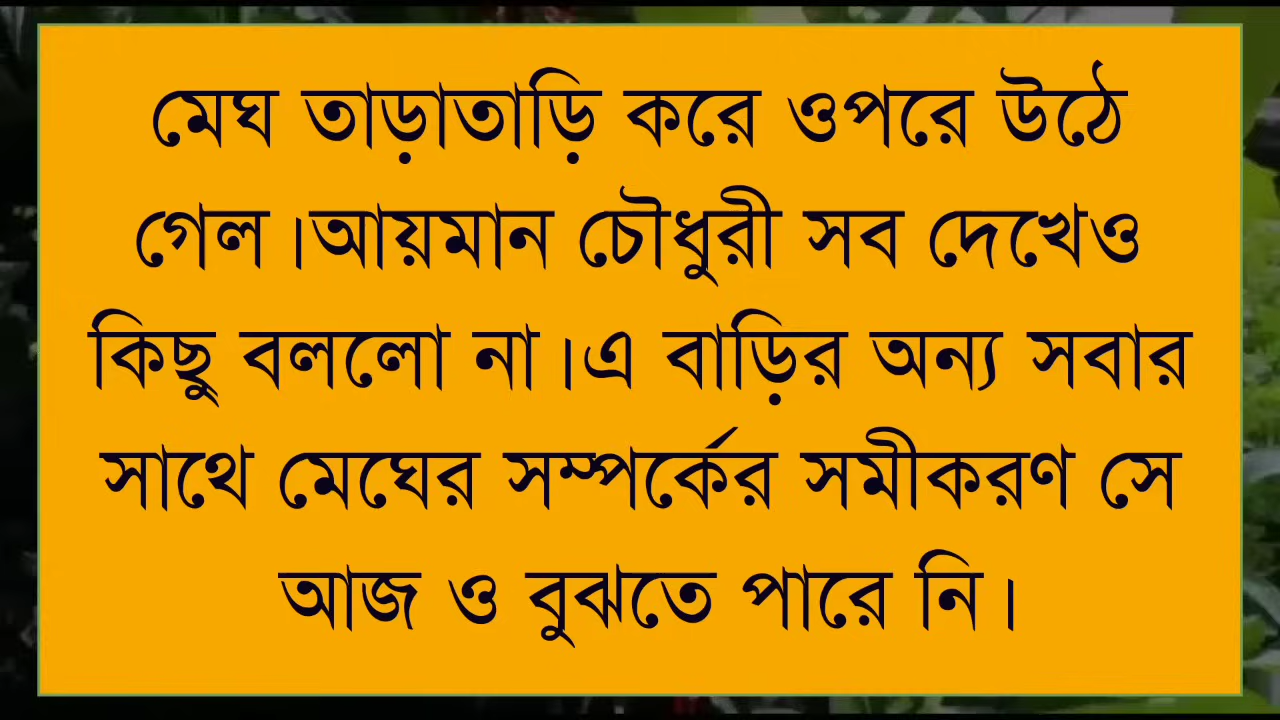 মেঘ তাড়াতাড়ি করে ওপরে উঠে
গেল।আয়মান চৌধুরী সব দেখেও
কিছু বললো না।এ বাড়ির অন্য সবার
সাথে মেঘের সম্পর্কের সমীকরণ সে
আজ ও বুঝতে পারে নি।